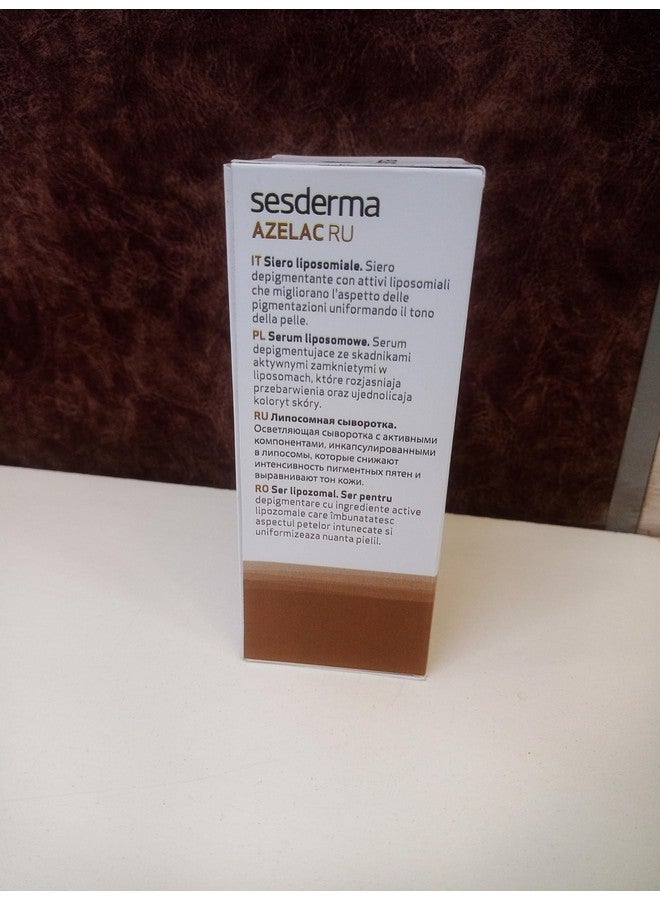 sesderma
AZELAC RU
IT Siero liposomiale. Siero
depigmentante con attivi liposomiali
che migliorano l'aspetto delle
pigmentazioni uniformando il tono
della pelle.
PL Serum liposomowe. Serum
depigmentujace ze skadnikami
aktywnymi zamknietymi w
liposomach, które rozjasniaja
przebarwienia oraz ujednolicaja
koloryt skóry.
RU Липосомная сыворотка.
Осветляющая сыворотка с активными
компонентами, инкапсулированными
в липосомы, которые снижают
интенсивность пигментных пятен и
выравнивают тон кожи.
RO Ser lipozomal. Ser pentru
depigmentare cu ingrediente active
lipozomale care îmbunatatesc
aspectul petelor intunecate si
uniformizeaza nuanta pielii.